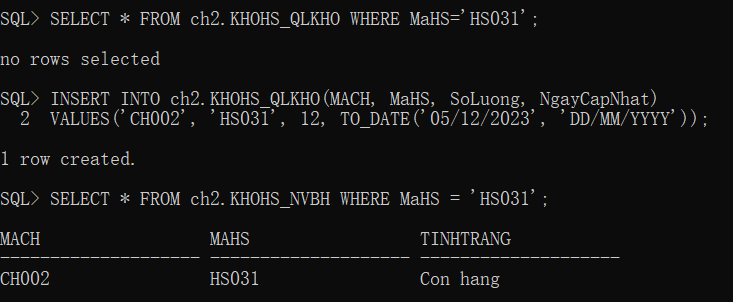 SQL> SELECT * FROM ch2.KHOHS_QLKHO WHERE MaHS='HS031';
no rows selected
SQL> INSERT INTO ch2.KHOHS_QLKHO(MACH, MaHS, SoLuong, NgayCapNhat)
  2  VALUES('CH002', 'HS031', 12, TO_DATE('05/12/2023', 'DD/MM/YYYY'));
1 row created.
SQL> SELECT * FROM ch2.KHOHS_NVBH WHERE MaHS = 'HS031';
MACH                 MAHS                 TINHTRANG
-------------------- -------------------- --------------------
CH002                HS031                Con hang